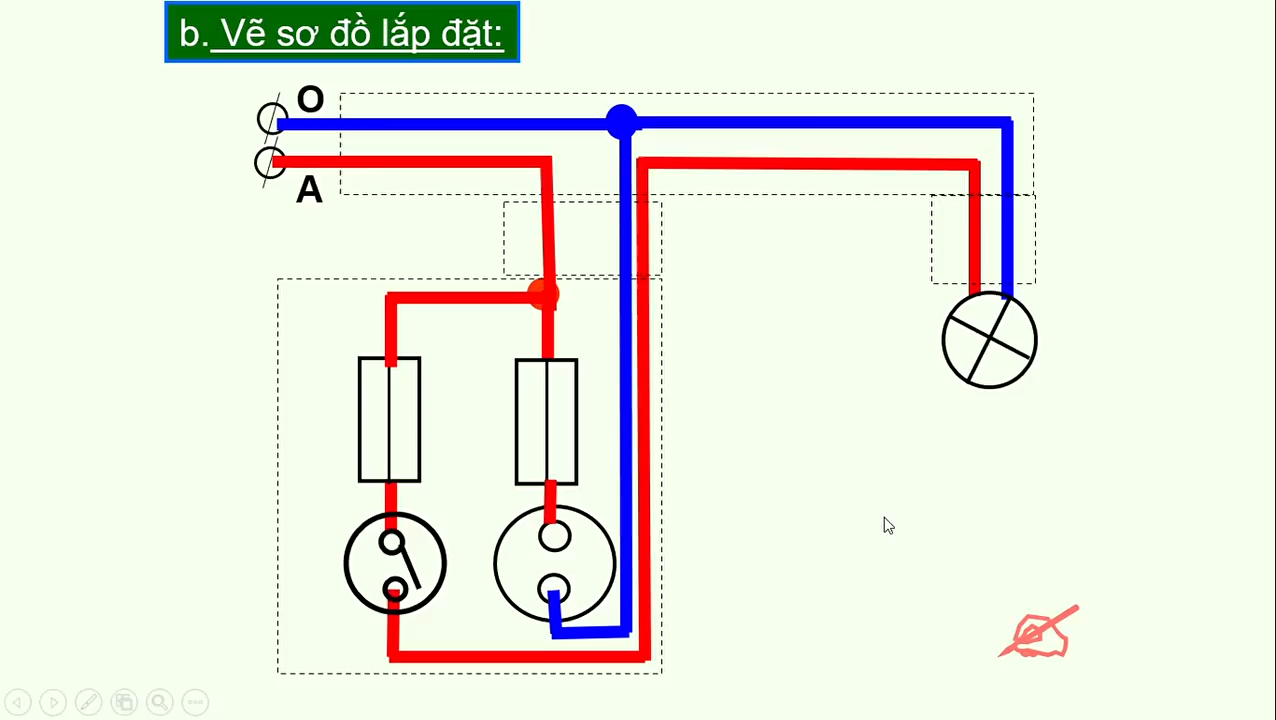 b. Vẽ sơ đồ lắp đặt:
O
A